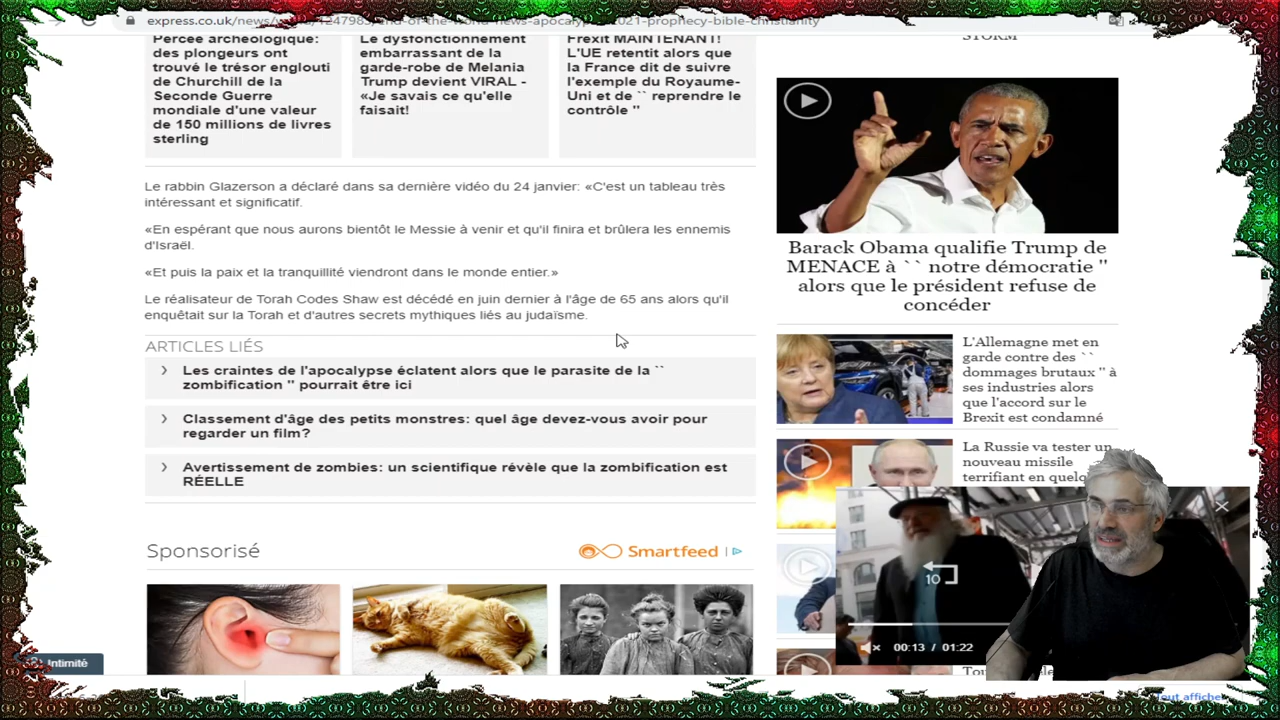 express.co.uk/news/
2021-prophecy-bible-christianity
Percée archéologique:
des plongeurs ont
trouvé le trésor englouti
de Churchill de la
Seconde Guerre
mondiale d'une valeur
de 150 millions de livres
sterling
Le dysfonctionnement
embarrassant de la
garde-robe de Melania
Trump devient VIRAL -
«Je savais ce qu'elle
faisait!
Frexit MAINTENANT!
L'UE retentit alors que
la France dit de suivre
l'exemple du Royaume-
Uni et de `` reprendre le
contrôle ''
Le rabbin Glazerson a déclaré dans sa dernière vidéo du 24 janvier: «C'est un tableau très
intéressant et significatif.
«En espérant que nous aurons bientôt le Messie à venir et qu'il finira et brûlera les ennemis
d'Israël.
«Et puis la paix et la tranquillité viendront dans le monde entier.»
Le réalisateur de Torah Codes Shaw est décédé en juin dernier à l'âge de 65 ans alors qu'il
enquêtait sur la Torah et d'autres secrets mythiques liés au judaïsme.
ARTICLES LIÉS
Les craintes de l'apocalypse éclatent alors que le parasite de la ``
zombification '' pourrait être ici
Classement d'âge des petits monstres: quel âge devez-vous avoir pour
regarder un film?
Avertissement de zombies: un scientifique révèle que la zombification est
RÉELLE
Sponsorisé
Smartfeed
Intimité
STORM
Barack Obama qualifie Trump de
MENACE à `` notre démocratie ''
alors que le président refuse de
concéder
L'Allemagne met en
garde contre des ``
dommages brutaux '' à
ses industries alors
que l'accord sur le
Brexit est condamné
La Russie va tester un
nouveau missile
terrifiant en
10
00:13 / 01:22